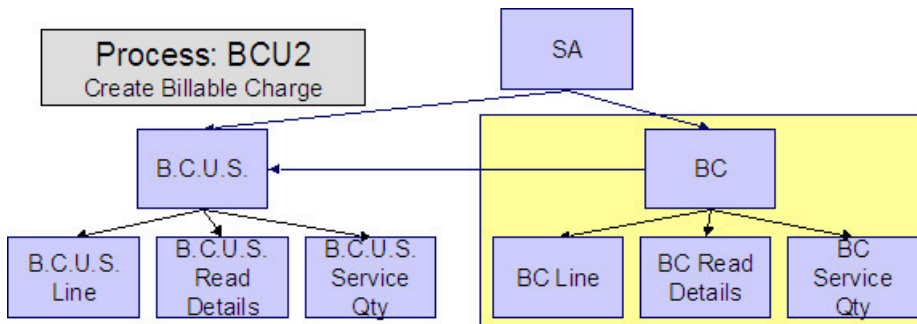 Process: BCU2
Create Billable Charge
SA
B.C.U.S.
BC
B.C.U.S.
Line
B.C.U.S.
Read
Details
B.C.U.S.
Service
Qty
BC Line
BC Read
Details
BC
Service
Qty